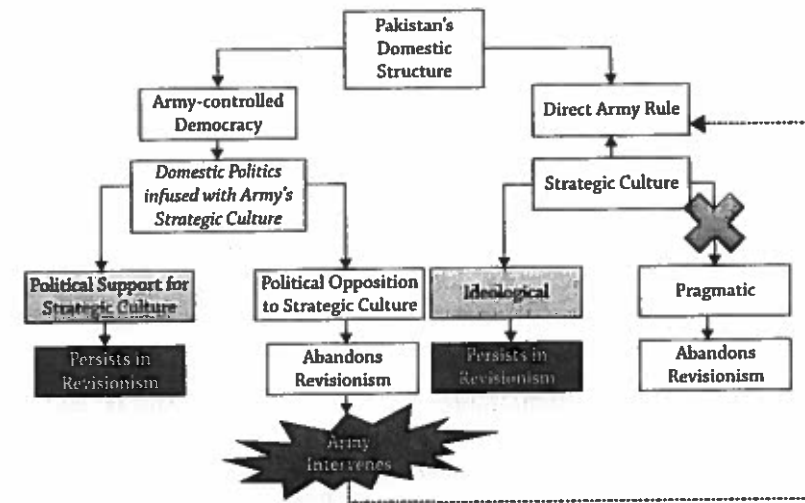 Pakistan's
Domestic
Structure
Army-controlled
Democracy
Direct Army Rule
Domestic Politics
infused with Army's
Strategic Culture
Strategic Culture
Political Support for
Strategic Culture
Political Opposition
to Strategic Culture
Ideological
Pragmatic
Persists in
Revisionism
Abandons
Revisionism
Persists in
Revisionism
Abandons
Revisionism
Army
Intervenes